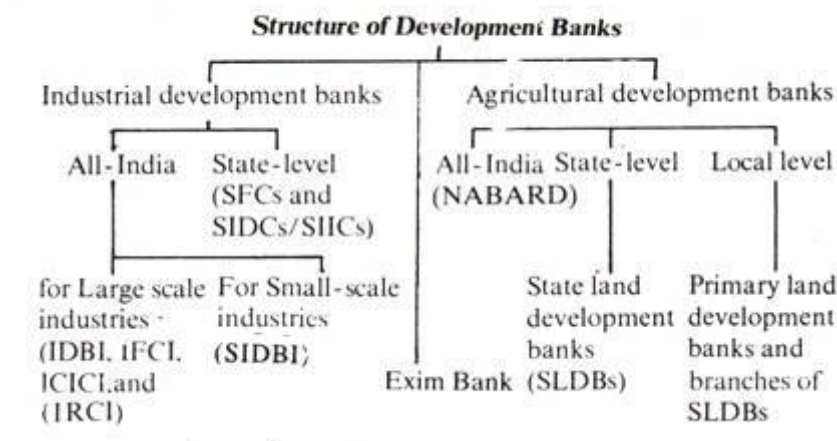 Structure of Development Banks
Industrial development banks
Agricultural development banks
All-India
State-level
(SFCs and
SIDCs/SIICs)
All-India
(NABARD)
State-level
Local level
for Large scale
industries -
(IDBI, IFCI,
ICICI.and
(IRCI)
For Small-scale
industries
(SIDBI)
Exim Bank
State land
development
banks
(SLDBs)
Primary land
development
banks and
branches of
SLDBs